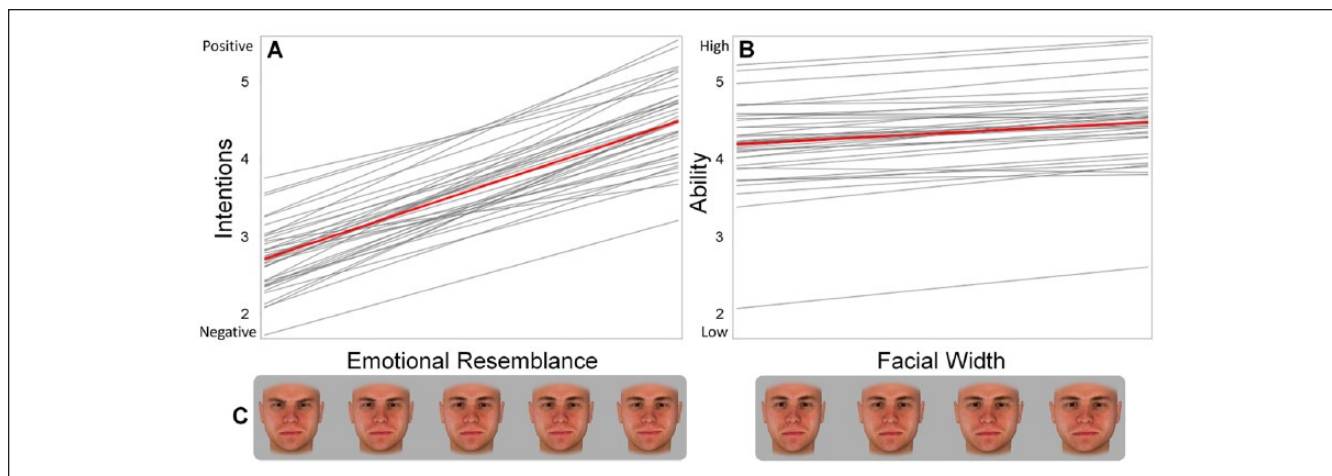 Positive
A
5
4
3
2
Negative
Intentions
Emotional Resemblance
High
B
5
4
3
2
Low
Ability
Facial Width
C